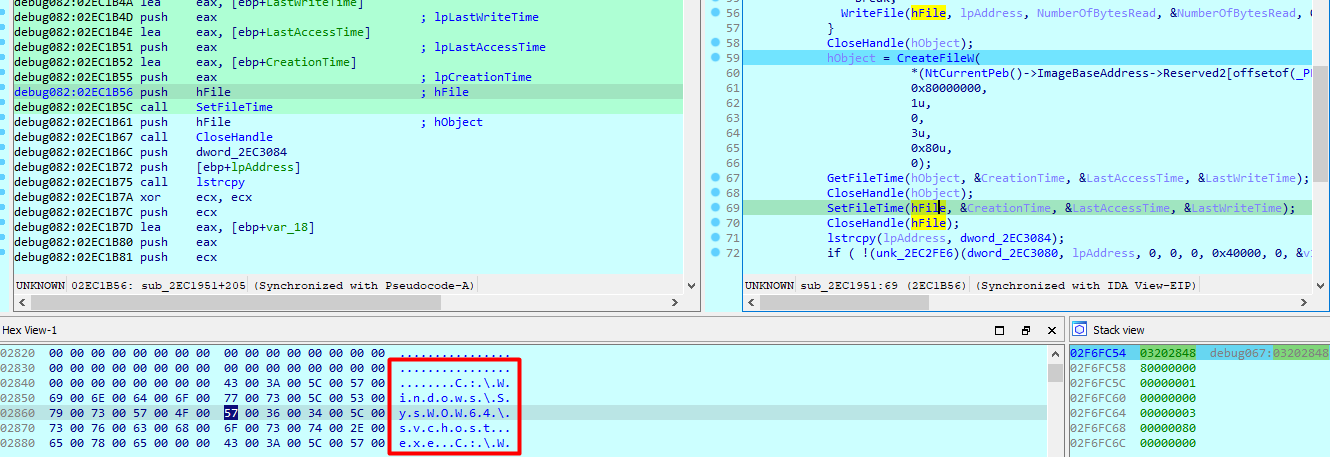 debug082:02EC1B4A lea eax, [ebp+LastWriteTime]
debug082:02EC1B4D push eax ; lpLastWriteTime
debug082:02EC1B4E lea eax, [ebp+LastAccessTime]
debug082:02EC1B51 push eax ; lpLastAccessTime
debug082:02EC1B52 lea eax, [ebp+CreationTime]
debug082:02EC1B55 push eax ; lpCreationTime
debug082:02EC1B56 push hFile ; hFile
debug082:02EC1B5C call SetFileTime
debug082:02EC1B61 push hFile ; hObject
debug082:02EC1B67 call CloseHandle
debug082:02EC1B6C push dword_2EC3084
debug082:02EC1B72 push [ebp+lpAddress]
debug082:02EC1B75 call lstrcpy
debug082:02EC1B7A xor ecx, ecx
debug082:02EC1B7C push ecx
debug082:02EC1B7D lea eax, [ebp+var_18]
debug082:02EC1B80 push eax
debug082:02EC1B81 push ecx
UNKNOWN 02EC1B56: sub_2EC1951+205 (Synchronized with Pseudocode-A)
56 WriteFile(hFile, lpAddress, NumberOfBytesRead, &NumberOfBytesRead,
57 }
58 CloseHandle(hObject);
59 hObject = CreateFileW(
60 *(NtCurrentPeb()->ImageBaseAddress->Reserved2[offsetof(_P
61 0x80000000,
62 1u,
63 0,
64 3u,
65 0x80u,
66 0);
67 GetFileTime(hObject, &CreationTime, &LastAccessTime, &LastWriteTime);
68 CloseHandle(hObject);
69 SetFileTime(hFile, &CreationTime, &LastAccessTime, &LastWriteTime);
70 CloseHandle(hFile);
71 lstrcpy(lpAddress, dword_2EC3084);
72 if ( !(unk_2EC2FE6)(dword_2EC3080, lpAddress, 0, 0, 0, 0x40000, 0, &v
UNKNOWN sub_2EC1951:69 (2EC1B56) (Synchronized with IDA View-EIP)
Hex View-1
02820 00 00 00 00 00 00 00 00 00 00 00 00 00 00 00 00 ................
02830 00 00 00 00 00 00 00 00 00 00 00 00 00 00 00 00 ................
02840 00 00 00 00 00 00 00 00 43 00 3A 00 5C 00 57 00 ........C.:.\.W.
02850 69 00 6E 00 64 00 6F 00 77 00 73 00 5C 00 53 00 i.n.d.o.w.s.\.S.
02860 79 00 73 00 57 00 4F 00 57 00 36 00 34 00 5C 00 y.s.W.O.W.6.4.\.
02870 73 00 76 00 63 00 68 00 6F 00 73 00 74 00 2E 00 s.v.c.h.o.s.t...
02880 65 00 78 00 65 00 00 00 43 00 3A 00 5C 00 57 00 e.x.e...C.:.\.W.
Stack view
02F6FC54 03202848 debug067:03202848
02F6FC58 80000000
02F6FC5C 00000001
02F6FC60 00000000
02F6FC64 00000003
02F6FC68 00000080
02F6FC6C 00000000